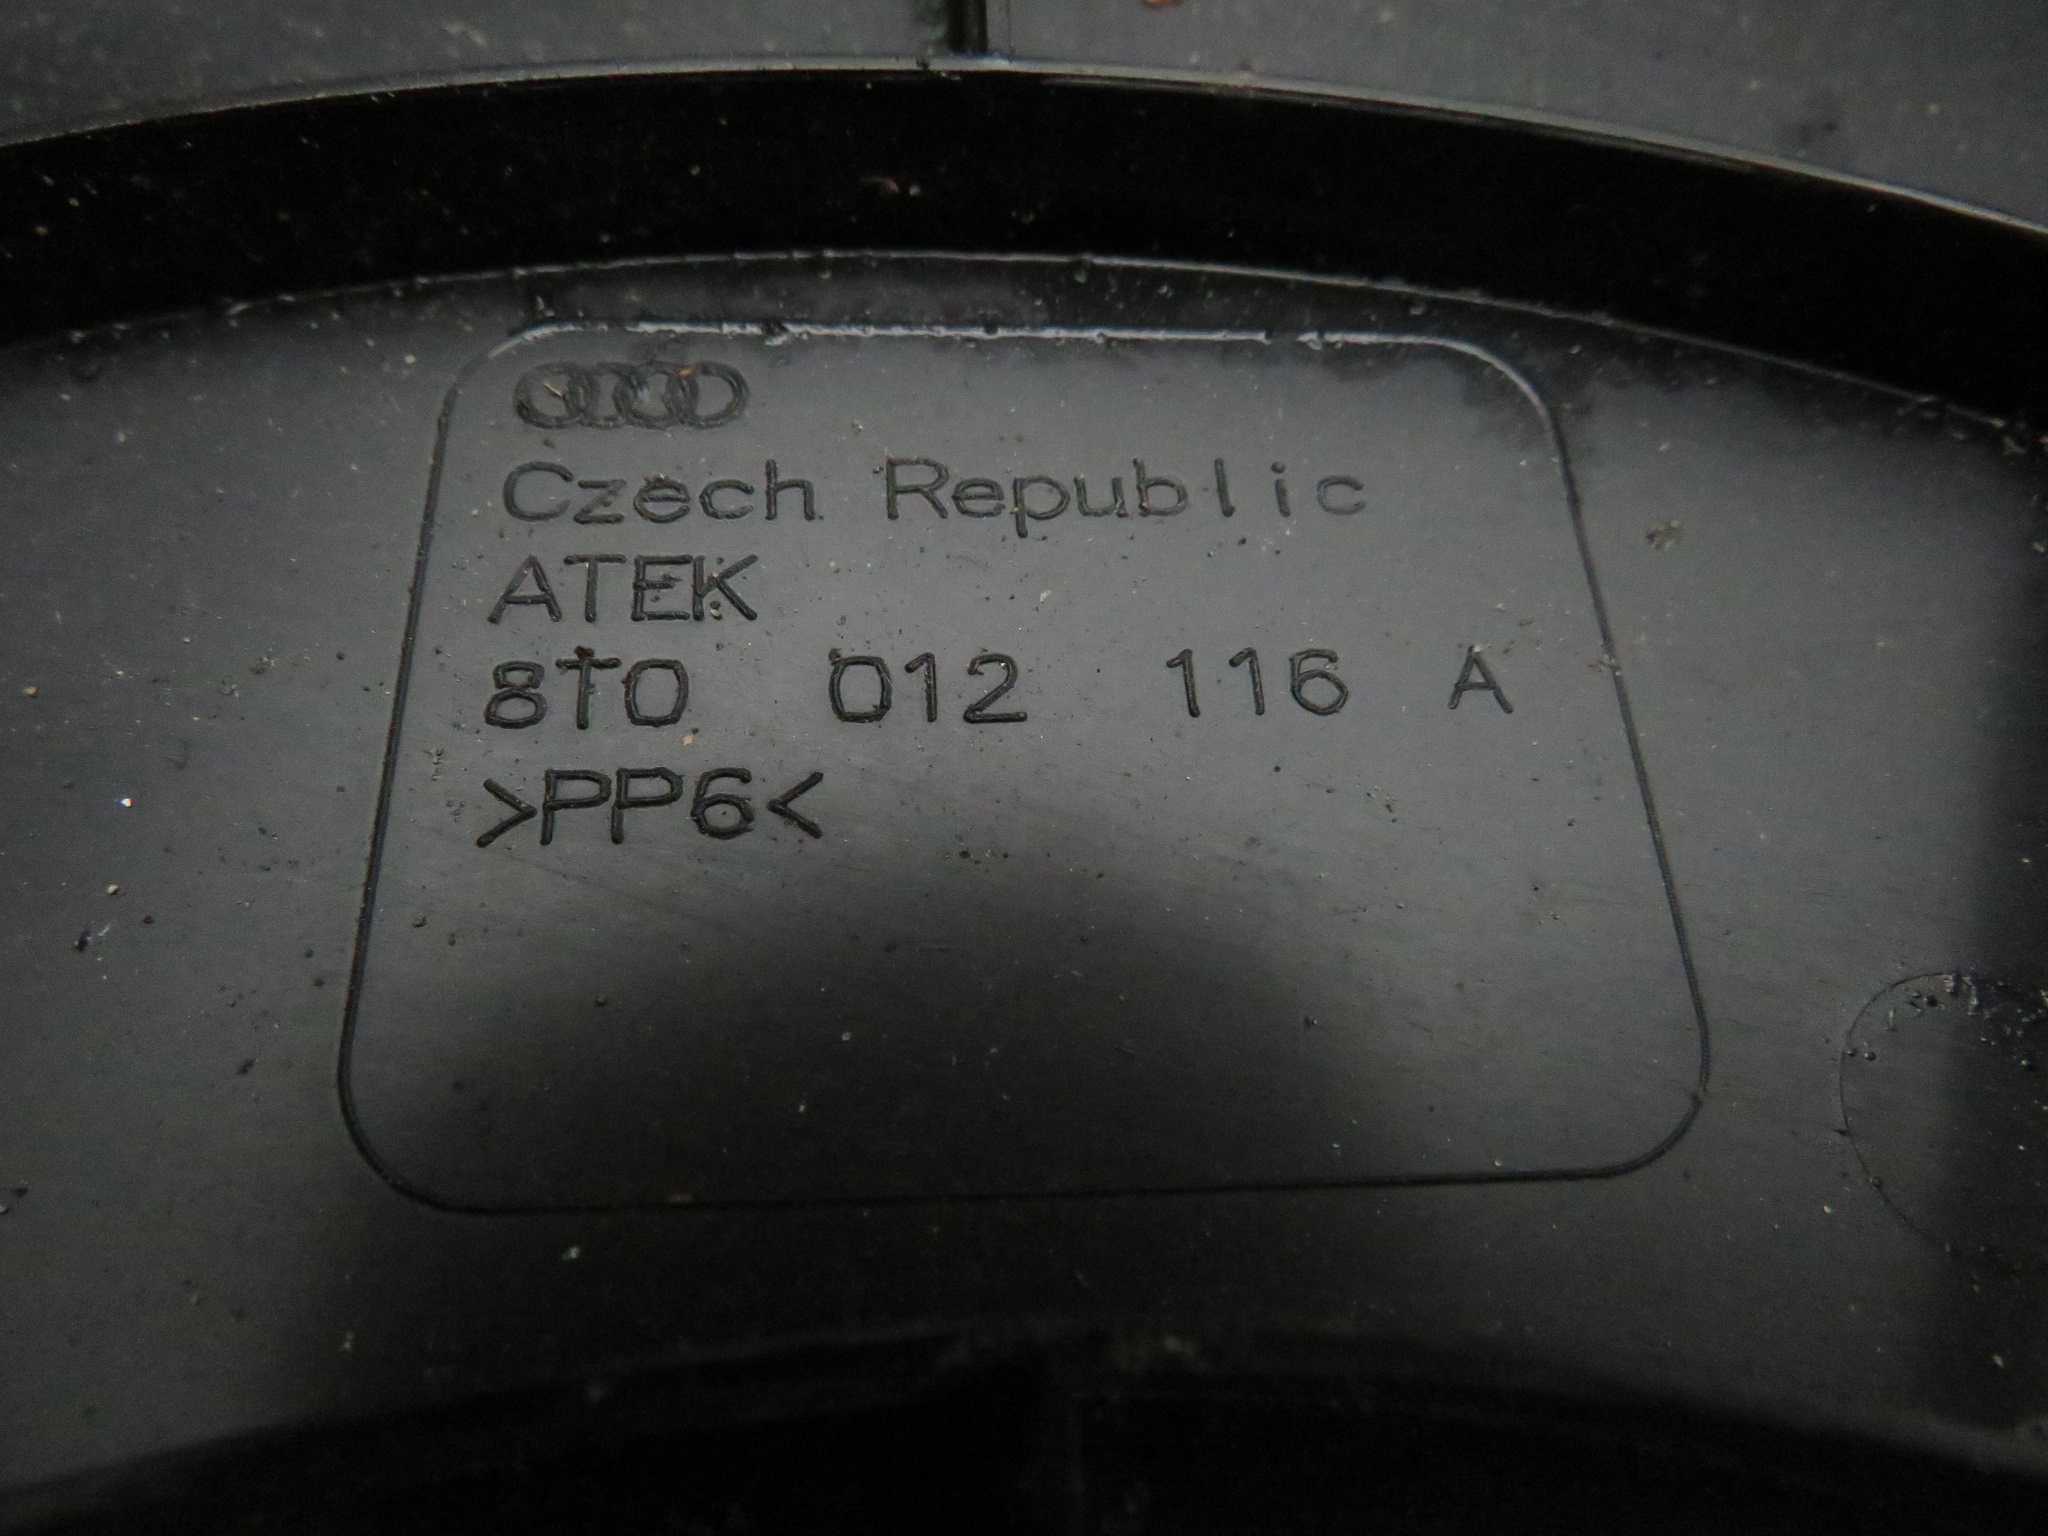 Czech Republic
ATEK
8T0 012 116 A
>PP6<